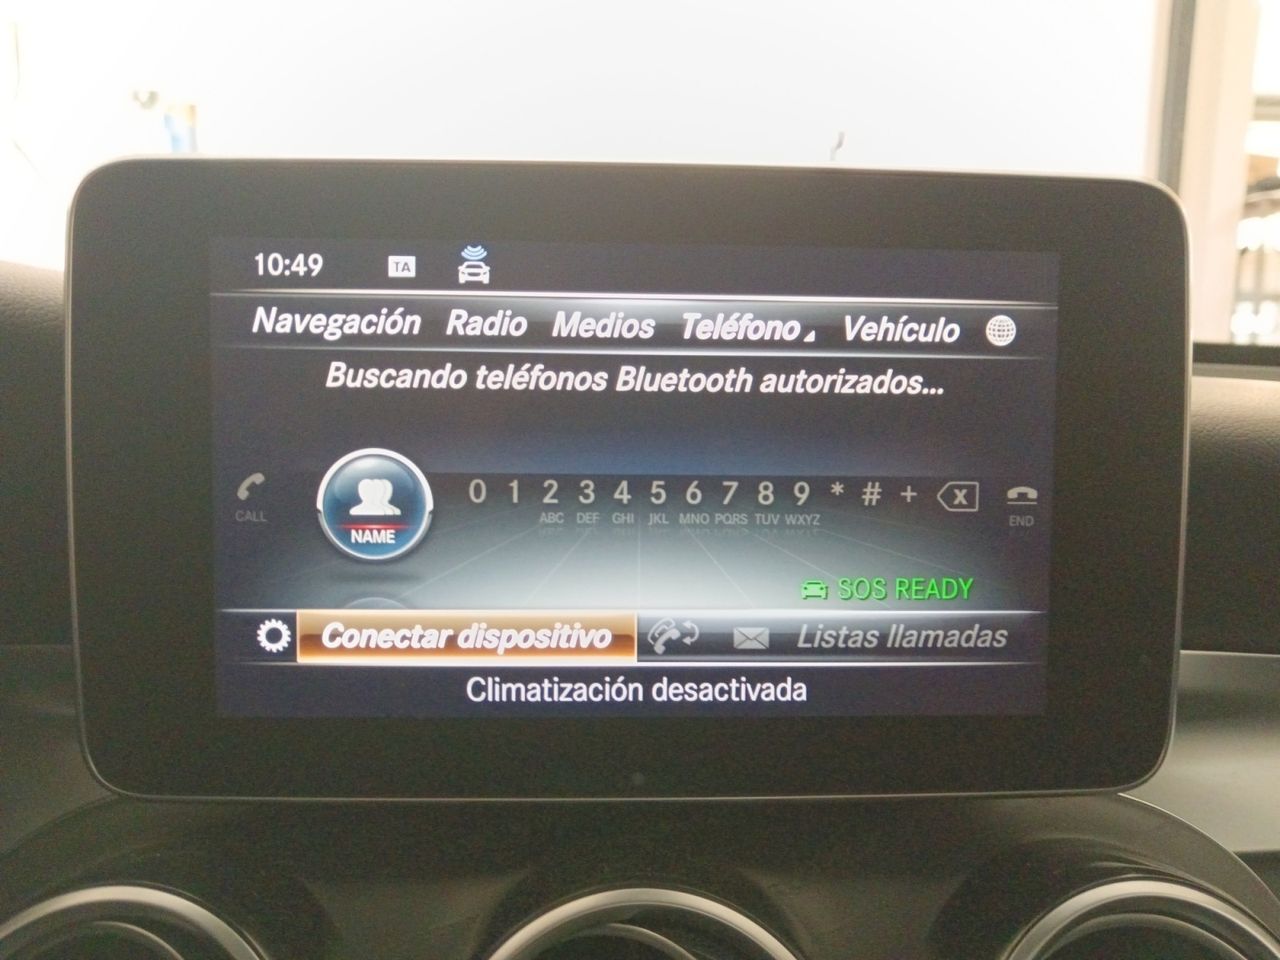 10:49 TA
Navegación Radio Medios Teléfono Vehículo
Buscando teléfonos Bluetooth autorizados...
0 1 2 3 4 5 6 7 8 9 * # + X
CALL ABC DEF GHI JKL MNO PQRS TUV WXYZ END
NAME
SOS READY
Conectar dispositivo Listas llamadas
Climatización desactivada